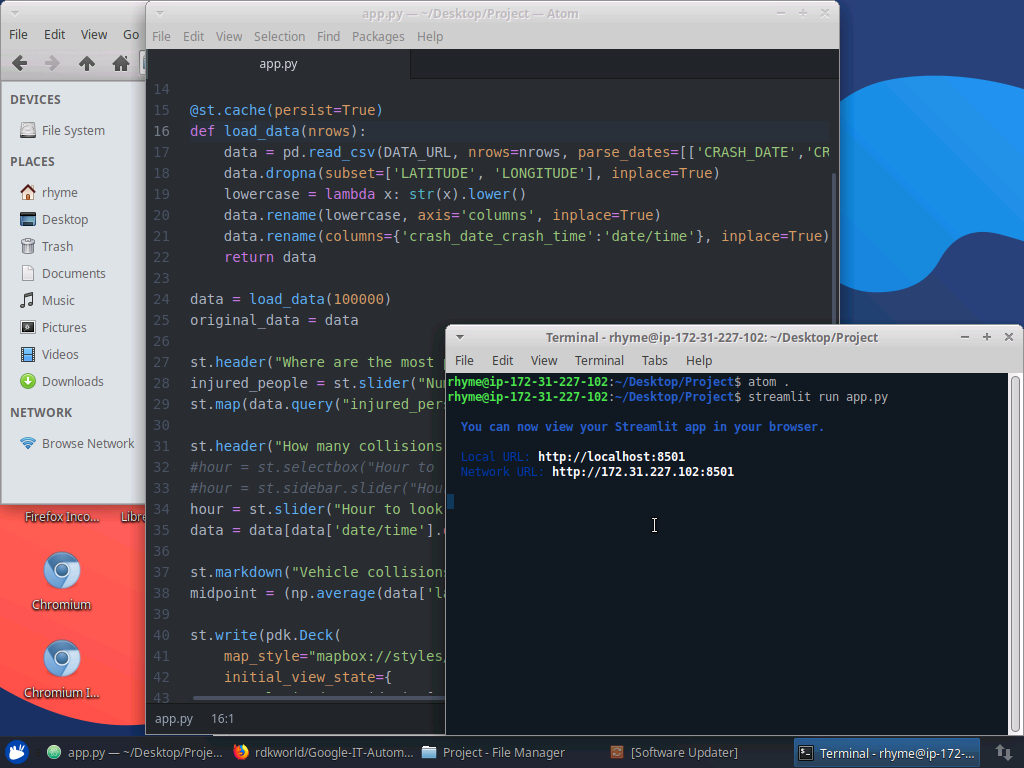 File Edit View Go
DEVICES
File System
PLACES
rhyme
Desktop
Trash
Documents
Music
Pictures
Videos
Downloads
NETWORK
Browse Network
Firefox Inco...
Libre
Chromium
Chromium I...
app.py — ~/Desktop/Project — Atom
File Edit View Selection Find Packages Help
app.py
14
15 @st.cache(persist=True)
16 def load_data(nrows):
17 data = pd.read_csv(DATA_URL, nrows=nrows, parse_dates=[['CRASH_DATE','CR
18 data.dropna(subset=['LATITUDE', 'LONGITUDE'], inplace=True)
19 lowercase = lambda x: str(x).lower()
20 data.rename(lowercase, axis='columns', inplace=True)
21 data.rename(columns={'crash_date_crash_time':'date/time'}, inplace=True)
22 return data
23
24 data = load_data(100000)
25 original_data = data
26
27 st.header("Where are the most
28 injured_people = st.slider("Nu
29 st.map(data.query("injured_per
30
31 st.header("How many collisions
32 #hour = st.selectbox("Hour to
33 #hour = st.sidebar.slider("Hou
34 hour = st.slider("Hour to look
35 data = data[data['date/time'].
36
37 st.markdown("Vehicle collisions
38 midpoint = (np.average(data['la
39
40 st.write(pdk.Deck(
41 map_style="mapbox://styles/
42 initial_view_state={
43
app.py 16:1
Terminal - rhyme@ip-172-31-227-102: ~/Desktop/Project
File Edit View Terminal Tabs Help
rhyme@ip-172-31-227-102:~/Desktop/Project$ atom .
rhyme@ip-172-31-227-102:~/Desktop/Project$ streamlit run app.py
You can now view your Streamlit app in your browser.
Local URL: http://localhost:8501
Network URL: http://172.31.227.102:8501
app.py — ~/Desktop/Proje...
rdkworld/Google-IT-Autom...
Project - File Manager
[Software Updater]
Terminal - rhyme@ip-172-...